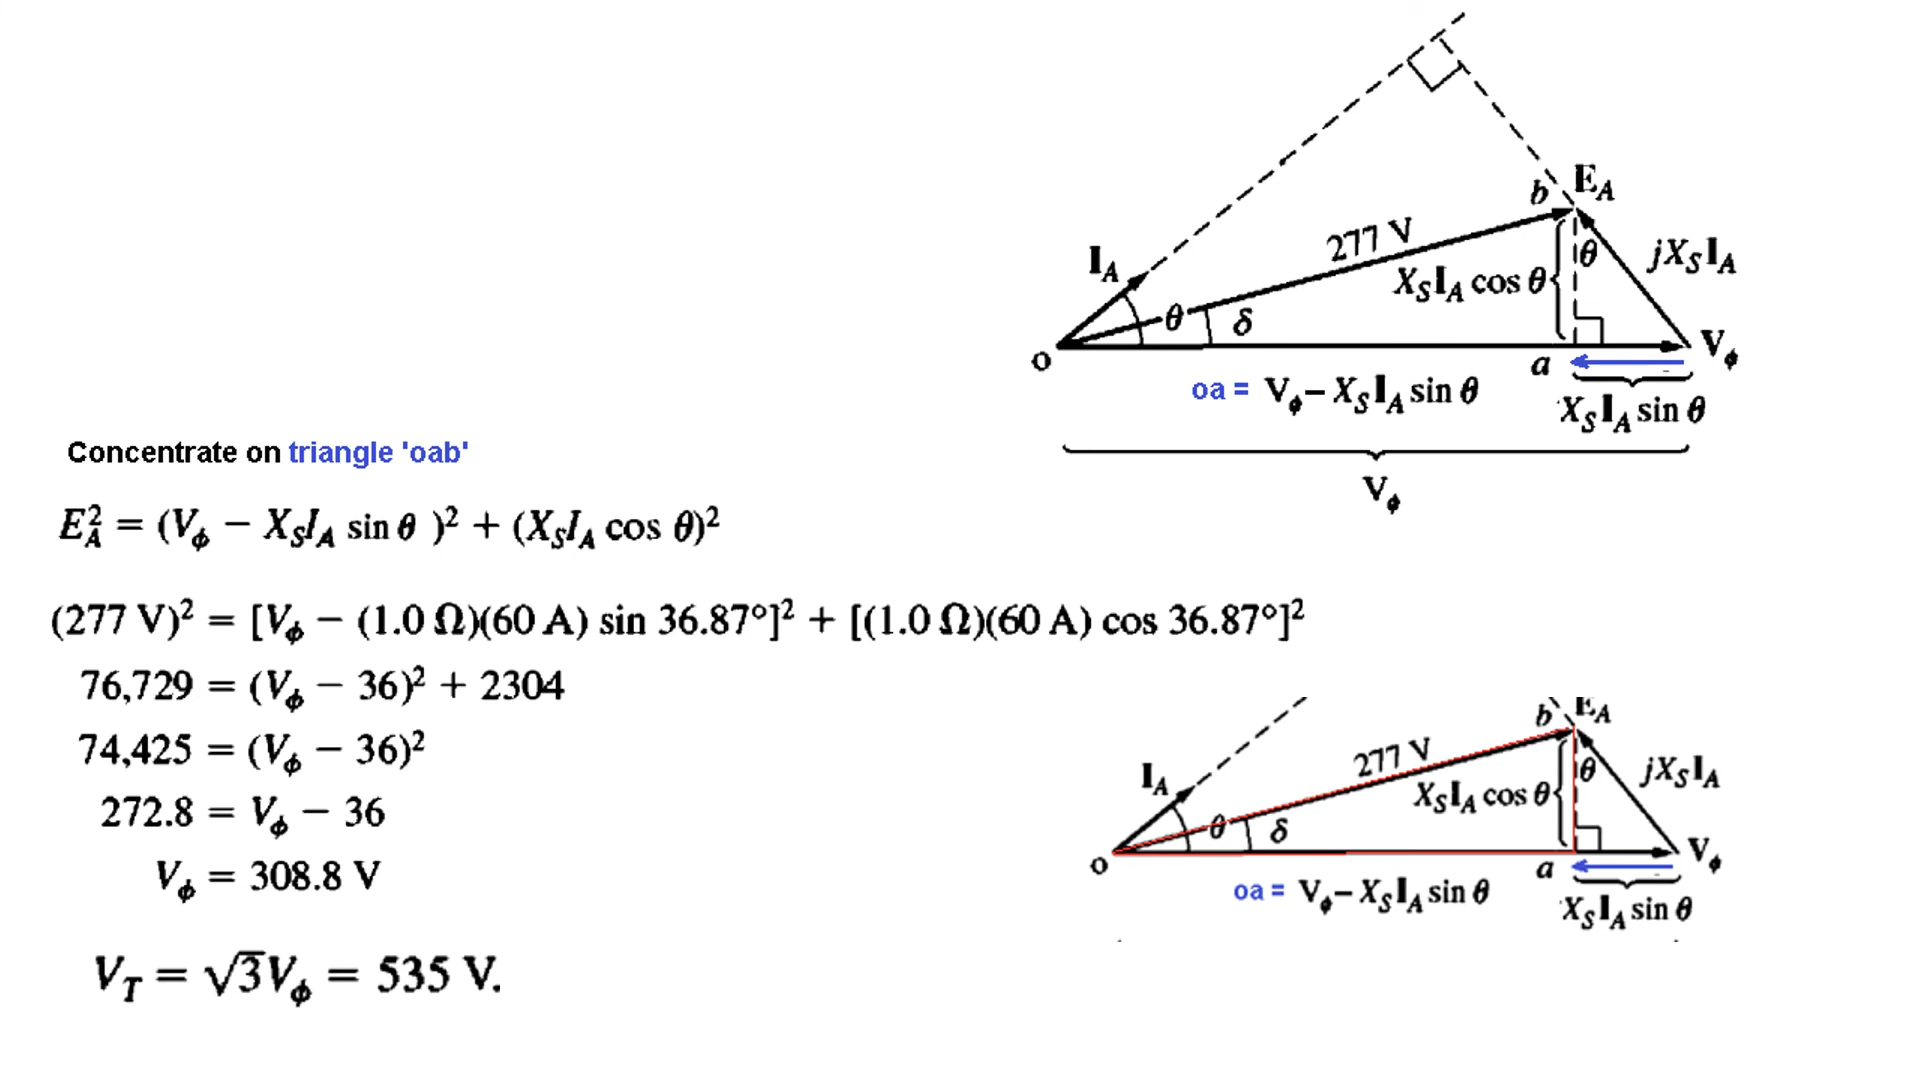 I_A
277 V
b E_A
X_S I_A cos θ
θ
jX_S I_A
θ
δ
o
a
V_ϕ
oa = V_ϕ − X_S I_A sin θ
X_S I_A sin θ
V_ϕ
Concentrate on triangle 'oab'
E_A² = (V_ϕ − X_S I_A sin θ )² + (X_S I_A cos θ)²
(277 V)² = [V_ϕ − (1.0 Ω)(60 A) sin 36.87°]² + [(1.0 Ω)(60 A) cos 36.87°]²
76,729 = (V_ϕ − 36)² + 2304
74,425 = (V_ϕ − 36)²
272.8 = V_ϕ − 36
V_ϕ = 308.8 V
V_T = √3V_ϕ = 535 V.
b E_A
277 V
I_A
X_S I_A cos θ
θ
jX_S I_A
θ
δ
o
a
V_ϕ
oa = V_ϕ − X_S I_A sin θ
X_S I_A sin θ